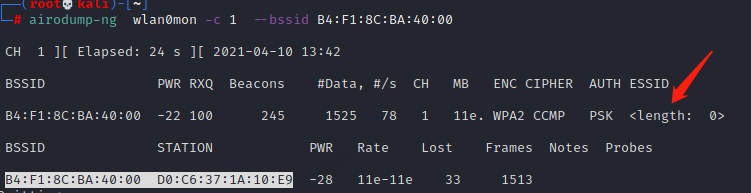 (root💀kali)-[~]
# airodump-ng wlan0mon -c 1 --bssid B4:F1:8C:BA:40:00
CH 1 ][ Elapsed: 24 s ][ 2021-04-10 13:42
BSSID PWR RXQ Beacons #Data, #/s CH MB ENC CIPHER AUTH ESSID
B4:F1:8C:BA:40:00 -22 100 245 1525 78 1 11e. WPA2 CCMP PSK <length: 0>
BSSID STATION PWR Rate Lost Frames Notes Probes
B4:F1:8C:BA:40:00 D0:C6:37:1A:10:E9 -28 11e-11e 33 1513